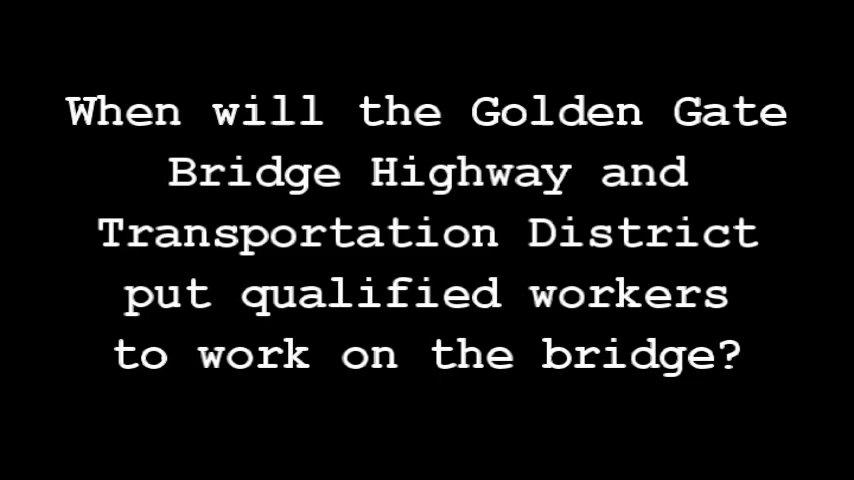 When will the Golden Gate
Bridge Highway and
Transportation District
put qualified workers
to work on the bridge?